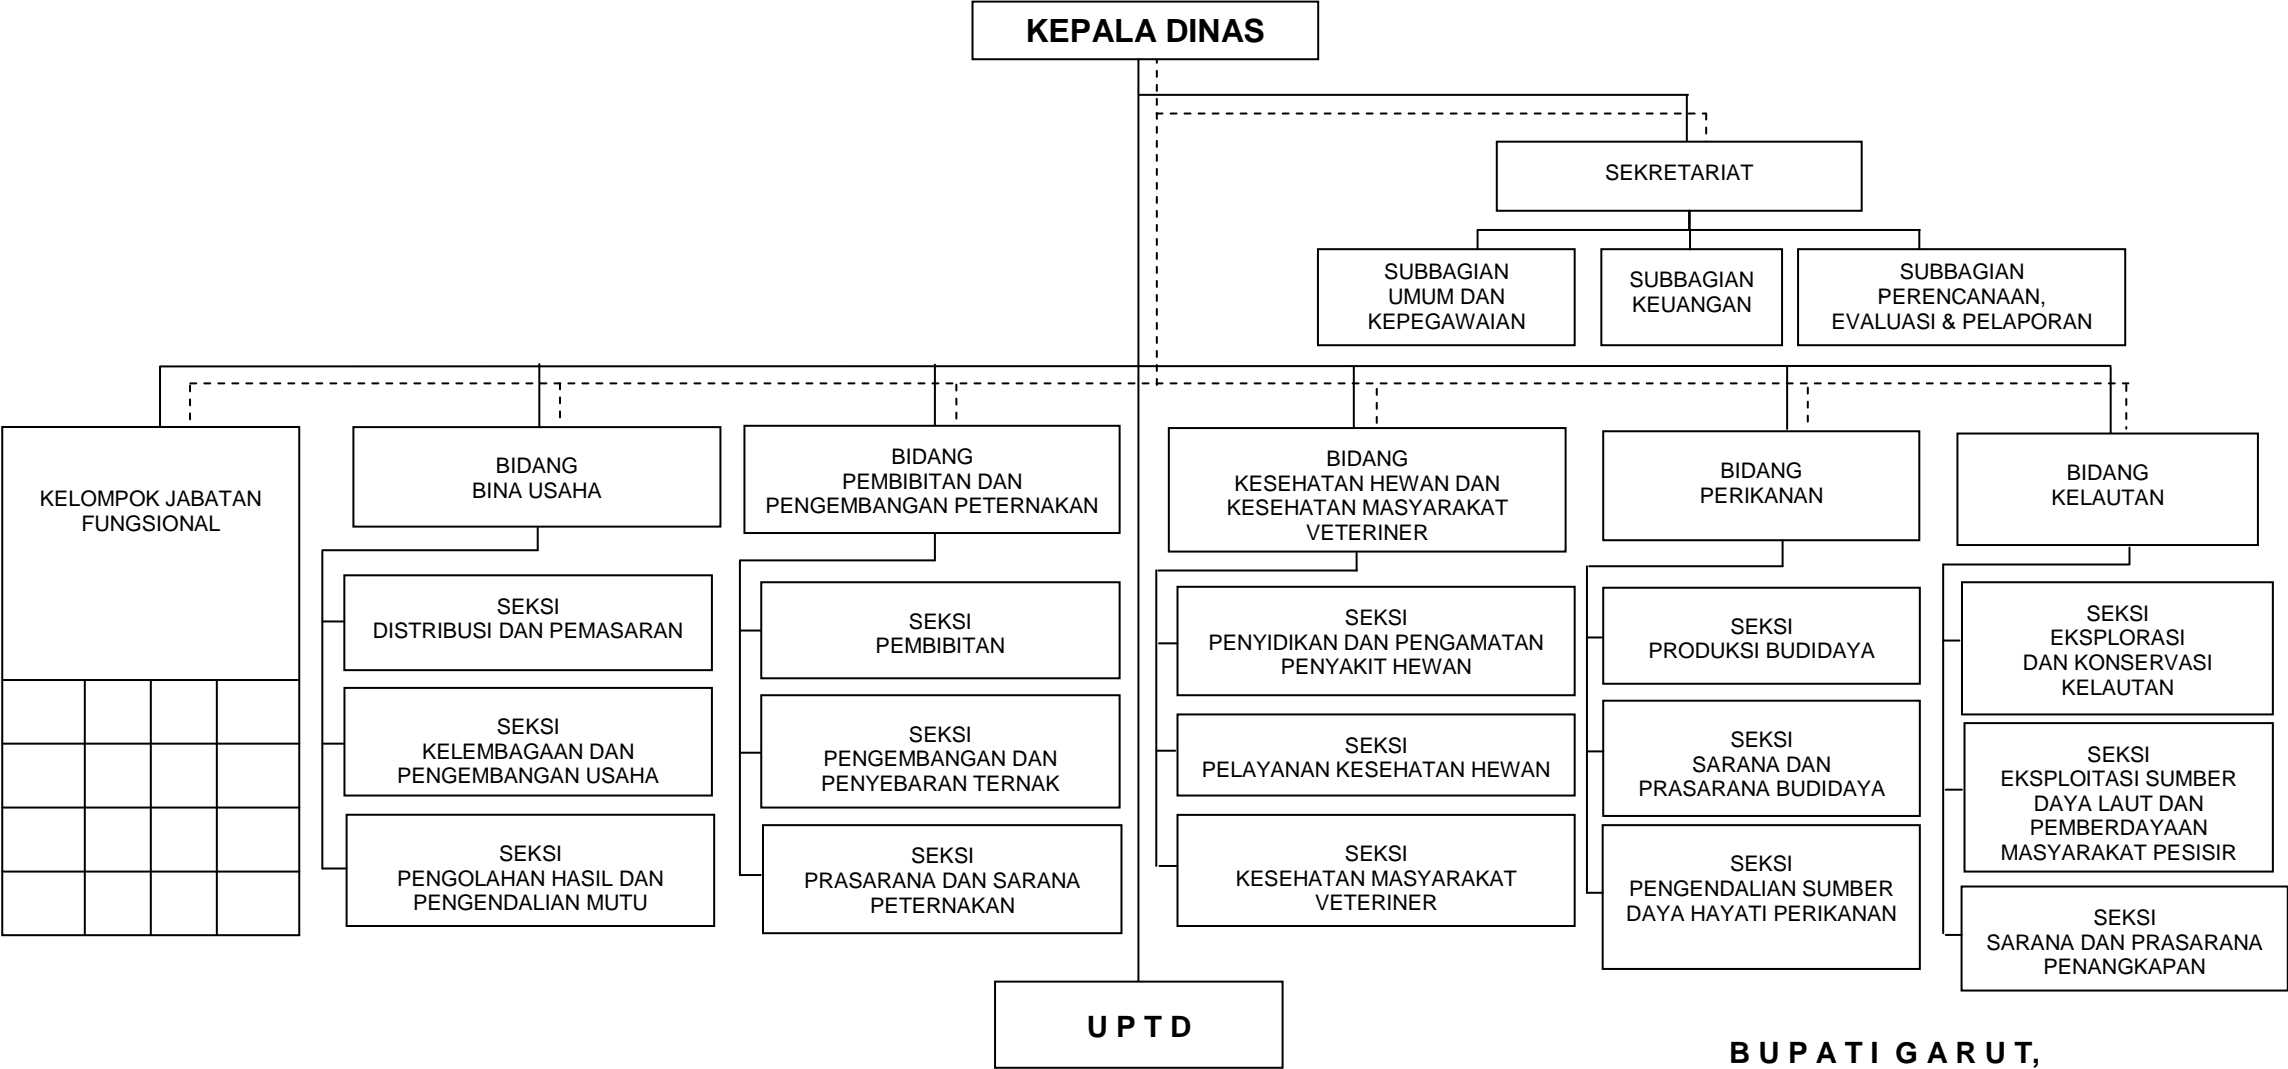 KEPALA DINAS
SEKRETARIAT
SUBBAGIAN
UMUM DAN
KEPEGAWAIAN
SUBBAGIAN
KEUANGAN
SUBBAGIAN
PERENCANAAN,
EVALUASI & PELAPORAN
KELOMPOK JABATAN
FUNGSIONAL
BIDANG
BINA USAHA
SEKSI
DISTRIBUSI DAN PEMASARAN
SEKSI
KELEMBAGAAN DAN
PENGEMBANGAN USAHA
SEKSI
PENGOLAHAN HASIL DAN
PENGENDALIAN MUTU
BIDANG
PEMBIBITAN DAN
PENGEMBANGAN PETERNAKAN
SEKSI
PEMBIBITAN
SEKSI
PENGEMBANGAN DAN
PENYEBARAN TERNAK
SEKSI
PRASARANA DAN SARANA
PETERNAKAN
BIDANG
KESEHATAN HEWAN DAN
KESEHATAN MASYARAKAT
VETERINER
SEKSI
PENYIDIKAN DAN PENGAMATAN
PENYAKIT HEWAN
SEKSI
PELAYANAN KESEHATAN HEWAN
SEKSI
KESEHATAN MASYARAKAT
VETERINER
BIDANG
PERIKANAN
SEKSI
PRODUKSI BUDIDAYA
SEKSI
SARANA DAN
PRASARANA BUDIDAYA
SEKSI
PENGENDALIAN SUMBER
DAYA HAYATI PERIKANAN
BIDANG
KELAUTAN
SEKSI
EKSPLORASI
DAN KONSERVASI
KELAUTAN
SEKSI
EKSPLOITASI SUMBER
DAYA LAUT DAN
PEMBERDAYAAN
MASYARAKAT PESISIR
SEKSI
SARANA DAN PRASARANA
PENANGKAPAN
U P T D
B U P A T I  G A R U T,